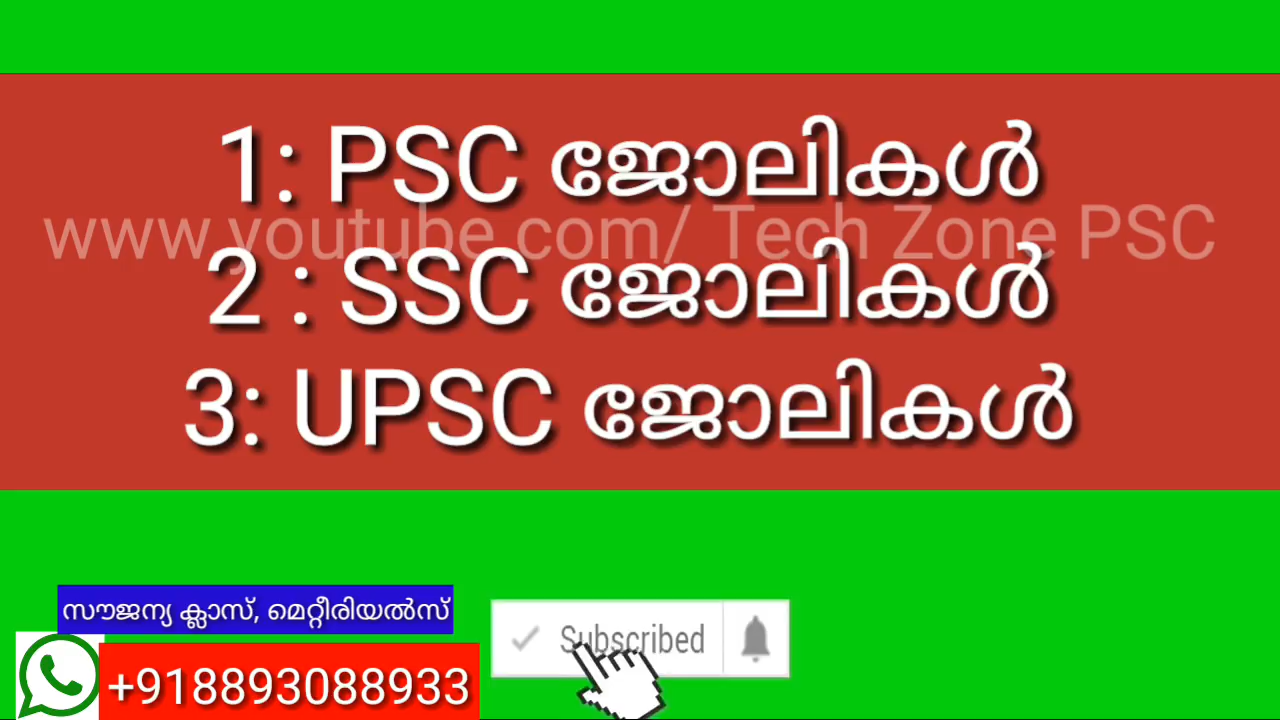 1: PSC ജോലികൾ
www.youtube.com/ Tech Zone PSC
2 : SSC ജോലികൾ
3: UPSC ജോലികൾ
സൗജന്യ ക്ലാസ്, മെറ്റീരിയൽസ്
Subscribed
+918893088933